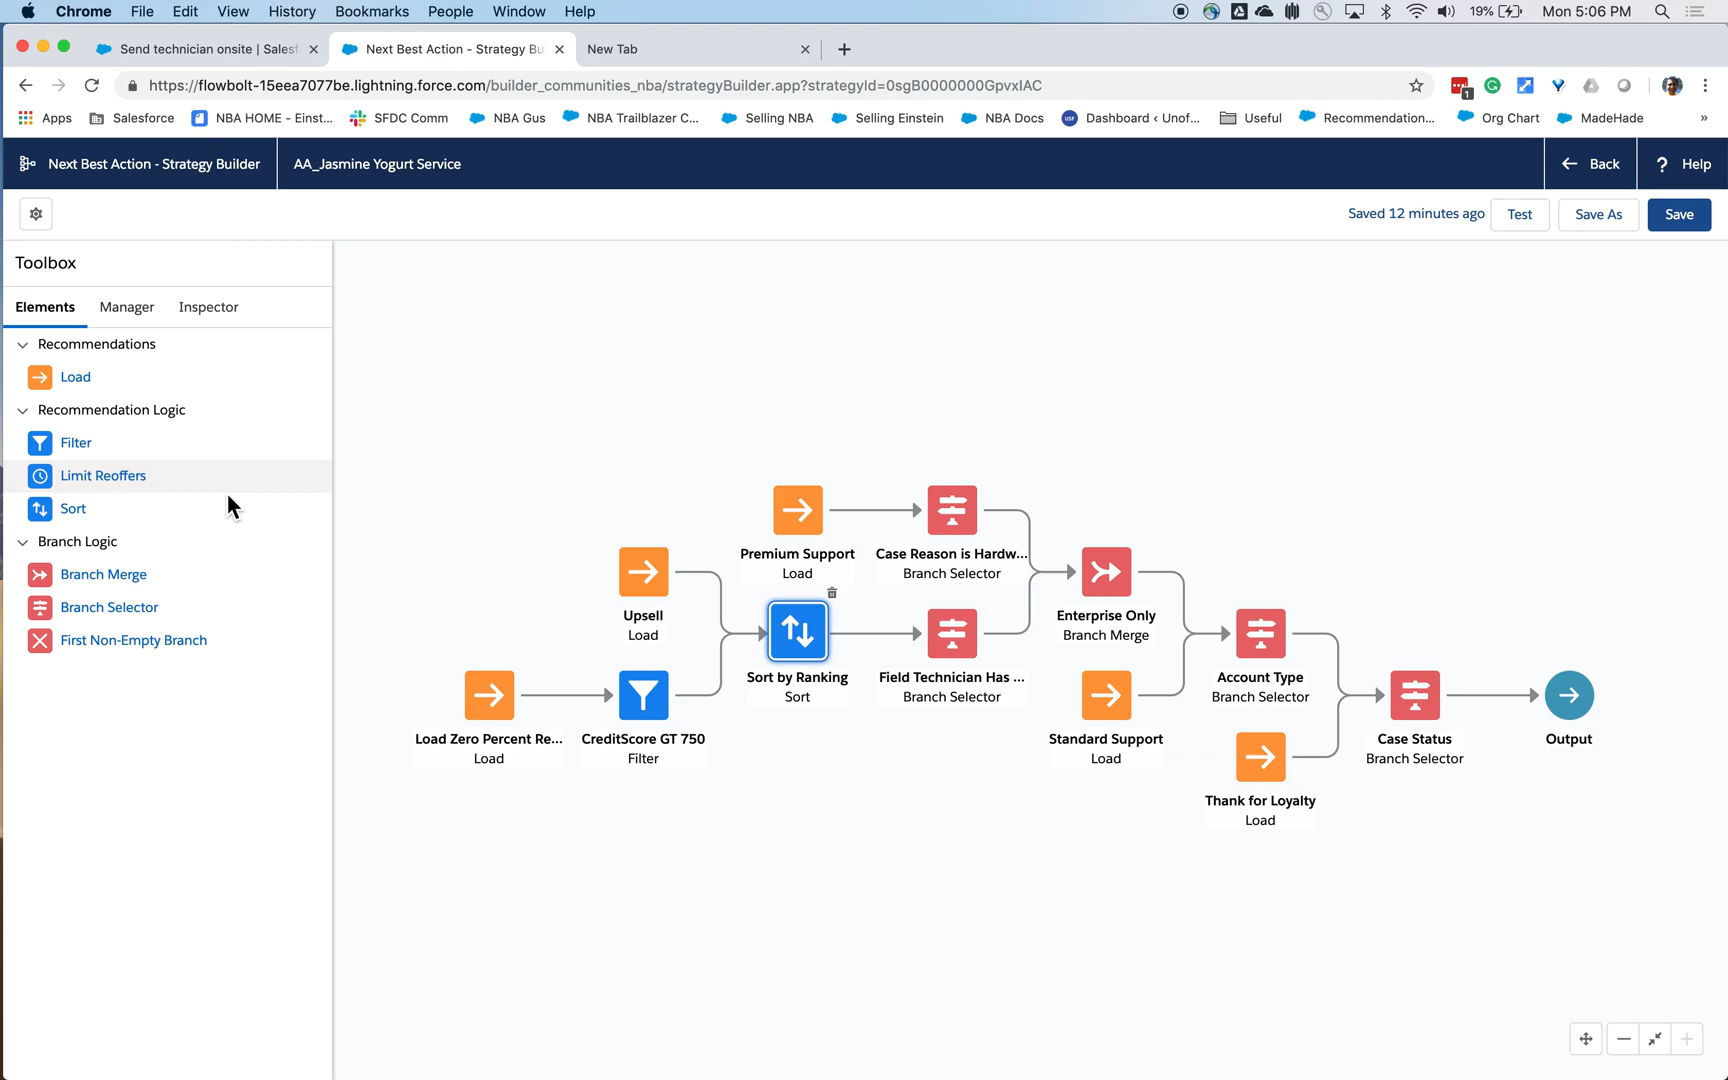 Chrome File Edit View History Bookmarks People Window Help 19% Mon 5:06 PM
Send technician onsite | Salesf
Next Best Action - Strategy Bu
New Tab
https://flowbolt-15eea7077be.lightning.force.com/builder_communities_nba/strategyBuilder.app?strategyId=0sgB0000000GpvxIAC
1
Apps Salesforce NBA HOME - Einst... SFDC Comm NBA Gus NBA Trailblazer C... Selling NBA Selling Einstein NBA Docs Dashboard < Unof... Useful Recommendation... Org Chart MadeHade »
Next Best Action - Strategy Builder AA_Jasmine Yogurt Service Back ? Help
Saved 12 minutes ago Test Save As Save
Toolbox
Elements Manager Inspector
Recommendations
Load
Recommendation Logic
Filter
Limit Reoffers
Sort
Branch Logic
Branch Merge
Branch Selector
First Non-Empty Branch
Premium Support
Load
Case Reason is Hardw...
Branch Selector
Upsell
Load
Enterprise Only
Branch Merge
Sort by Ranking
Sort
Field Technician Has ...
Branch Selector
Account Type
Branch Selector
Load Zero Percent Re...
Load
CreditScore GT 750
Filter
Standard Support
Load
Case Status
Branch Selector
Output
Thank for Loyalty
Load